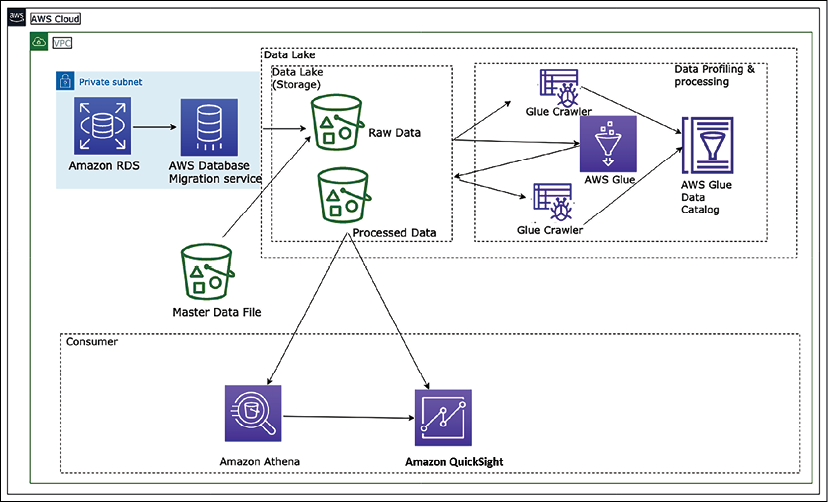 aws
AWS Cloud
VPC
Data Lake
Private subnet
Data Lake
(Storage)
Data Profiling &
processing
Raw Data
Glue Crawler
Amazon RDS
AWS Database
Migration service
AWS Glue
AWS Glue
Data
Catalog
Processed Data
Glue Crawler
Master Data File
Consumer
Amazon Athena
Amazon QuickSight